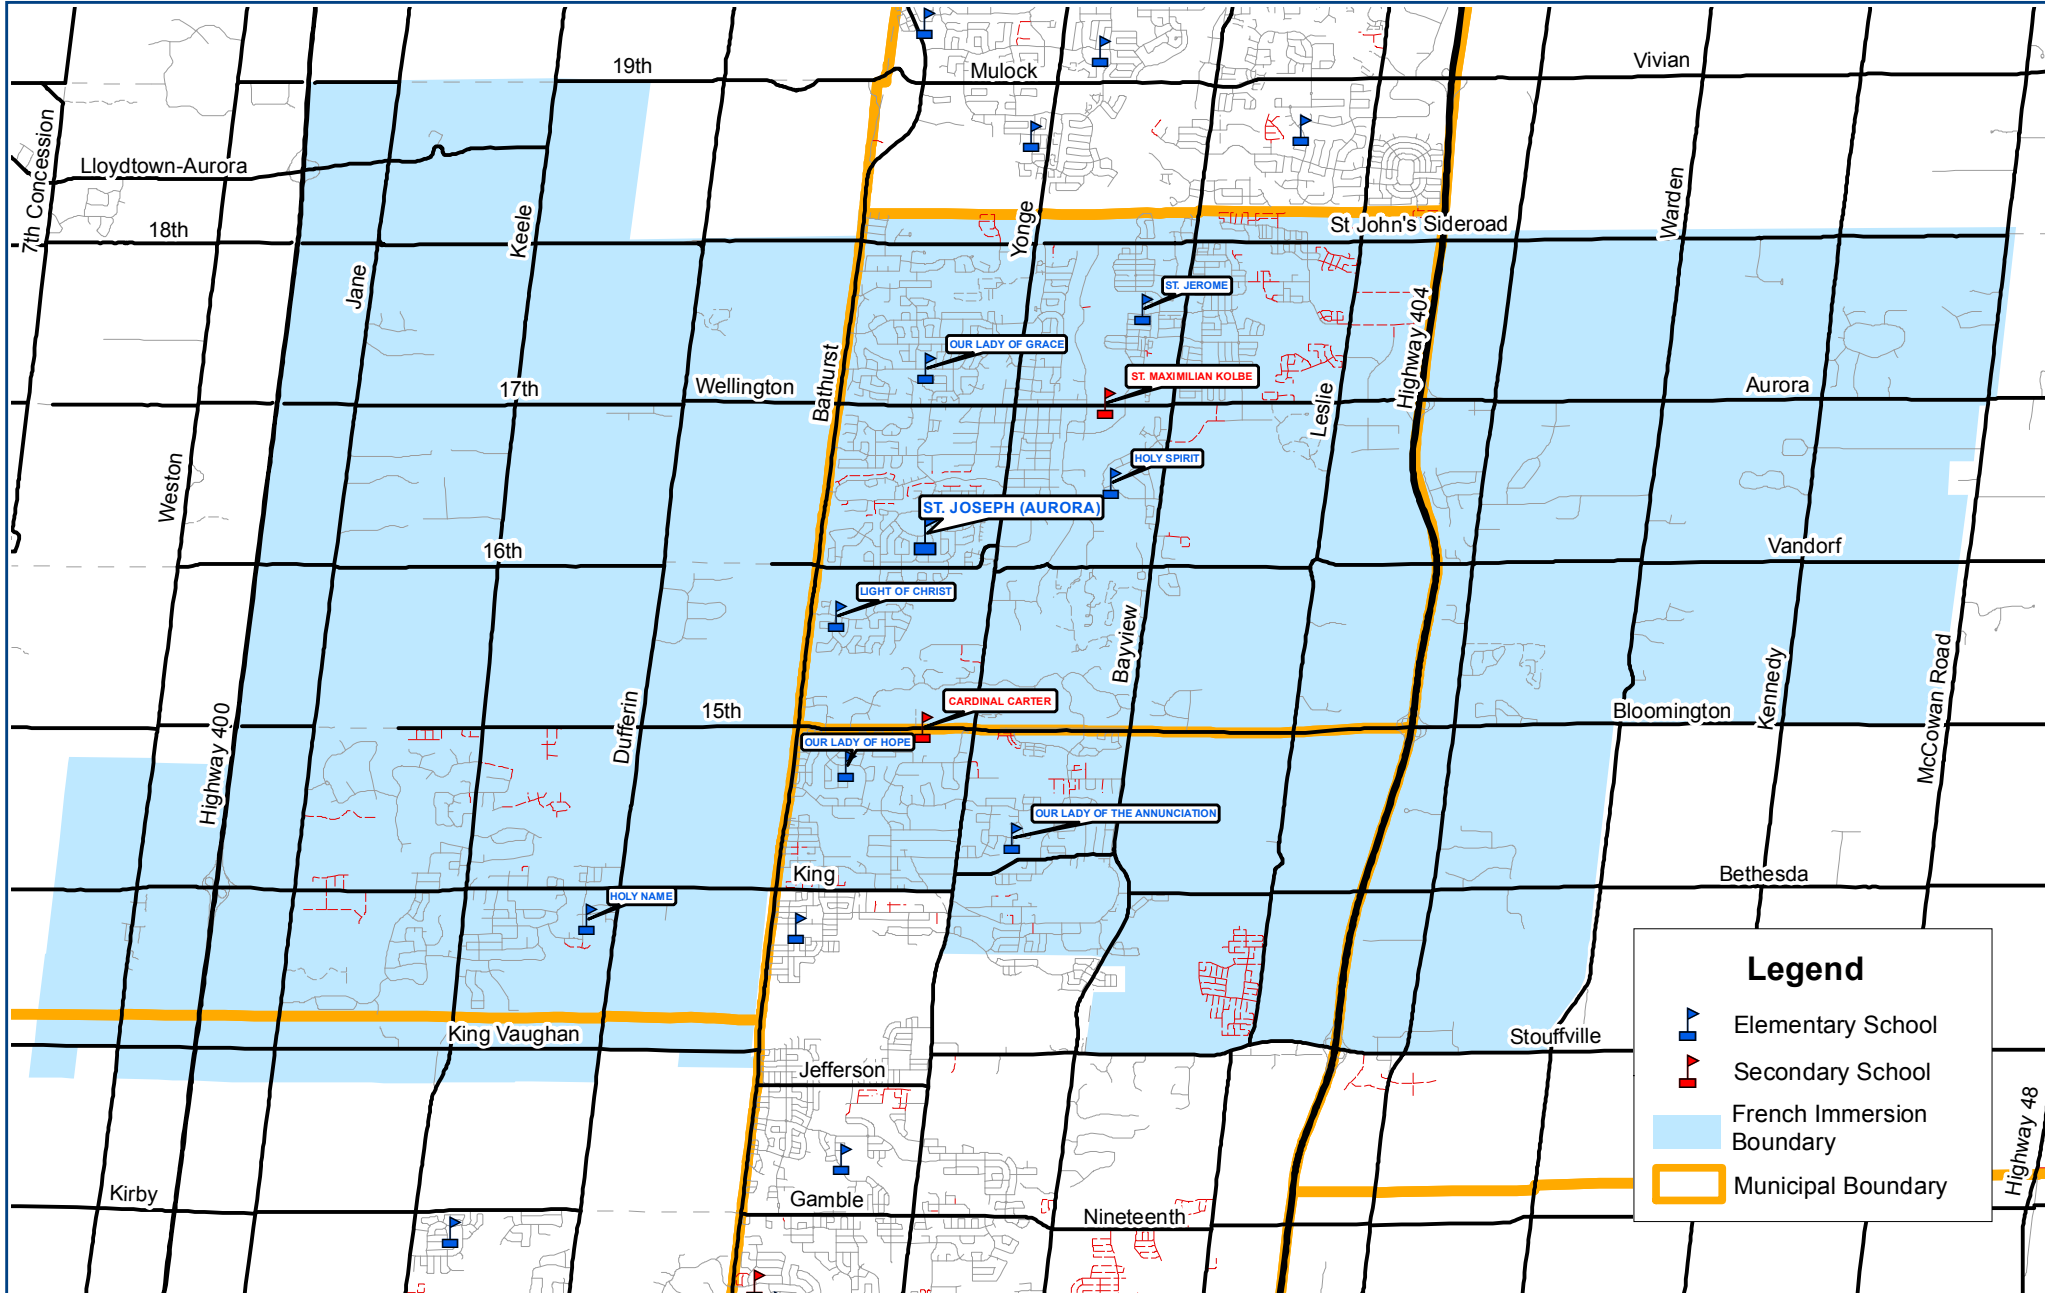 19th
Mulock
Vivian
7th Concession
Lloydtown-Aurora
18th
Keele
Yonge
St John's Sideroad
Warden
Jane
ST. JEROME
OUR LADY OF GRACE
Highway 404
ST. MAXIMILIAN KOLBE
Bathurst
17th
Wellington
Leslie
Aurora
Weston
HOLY SPIRIT
ST. JOSEPH (AURORA)
16th
Vandorf
LIGHT OF CHRIST
Bayview
Kennedy
McCowan Road
Highway 400
Dufferin
15th
CARDINAL CARTER
Bloomington
OUR LADY OF HOPE
OUR LADY OF THE ANNUNCIATION
King
Bethesda
HOLY NAME
King Vaughan
Stouffville
Jefferson
Kirby
Gamble
Nineteenth
Highway 48
Legend
Elementary School
Secondary School
French Immersion
Boundary
Municipal Boundary